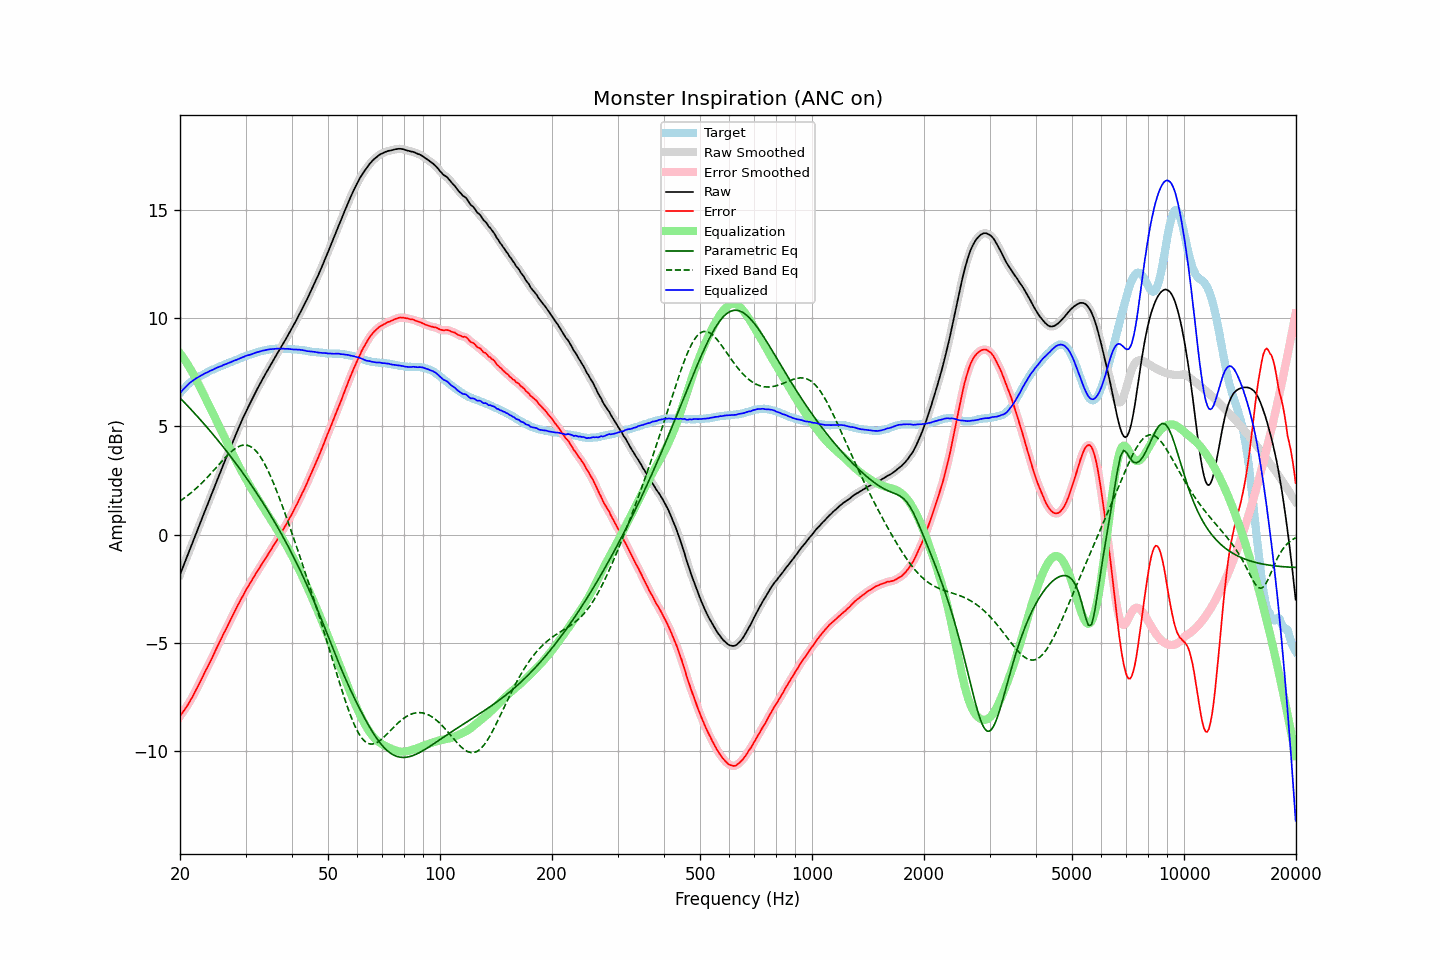 Monster Inspiration (ANC on)
Target
Raw Smoothed
Error Smoothed
Raw
Error
Equalization
Parametric Eq
Fixed Band Eq
Equalized
Amplitude (dBr)
15
10
5
0
−5
−10
20
50
100
200
500
1000
2000
5000
10000
20000
Frequency (Hz)